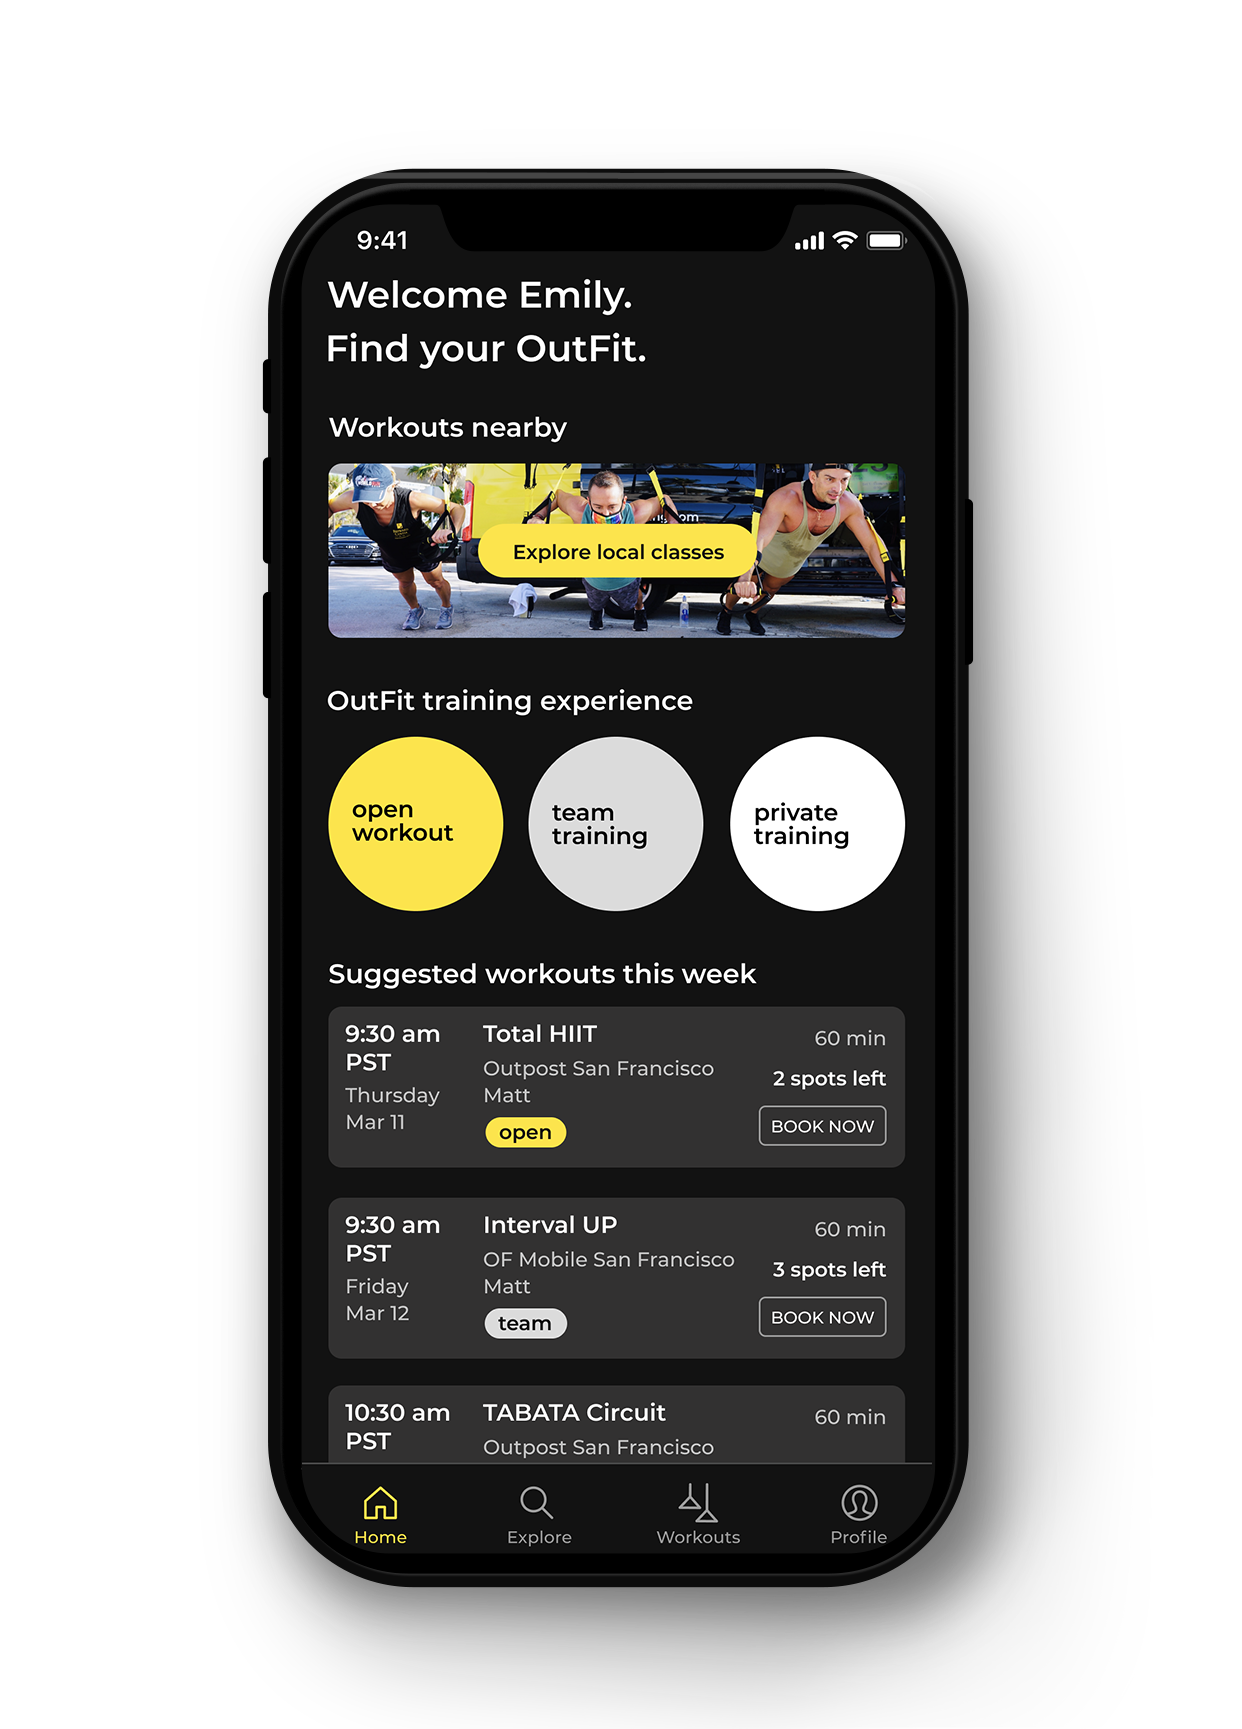 9:41
Welcome Emily.
Find your OutFit.
Workouts nearby
Explore local classes
OutFit training experience
open
workout
team
training
private
training
Suggested workouts this week
9:30 am
PST
Thursday
Mar 11
Total HIIT
Outpost San Francisco
Matt
open
60 min
2 spots left
BOOK NOW
9:30 am
PST
Friday
Mar 12
Interval UP
OF Mobile San Francisco
Matt
team
60 min
3 spots left
BOOK NOW
10:30 am
PST
TABATA Circuit
Outpost San Francisco
60 min
Home
Explore
Workouts
Profile